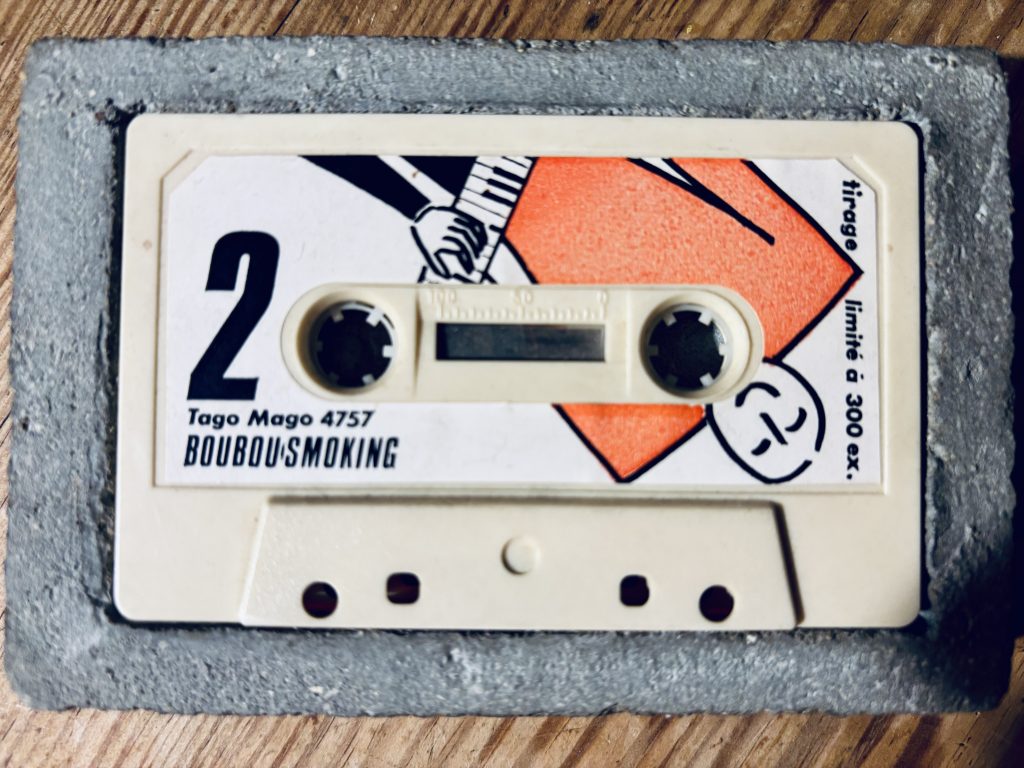 2
Tago Mago 4757
BOUBOU·SMOKING
100 50 0
tirage limité à 300 ex.